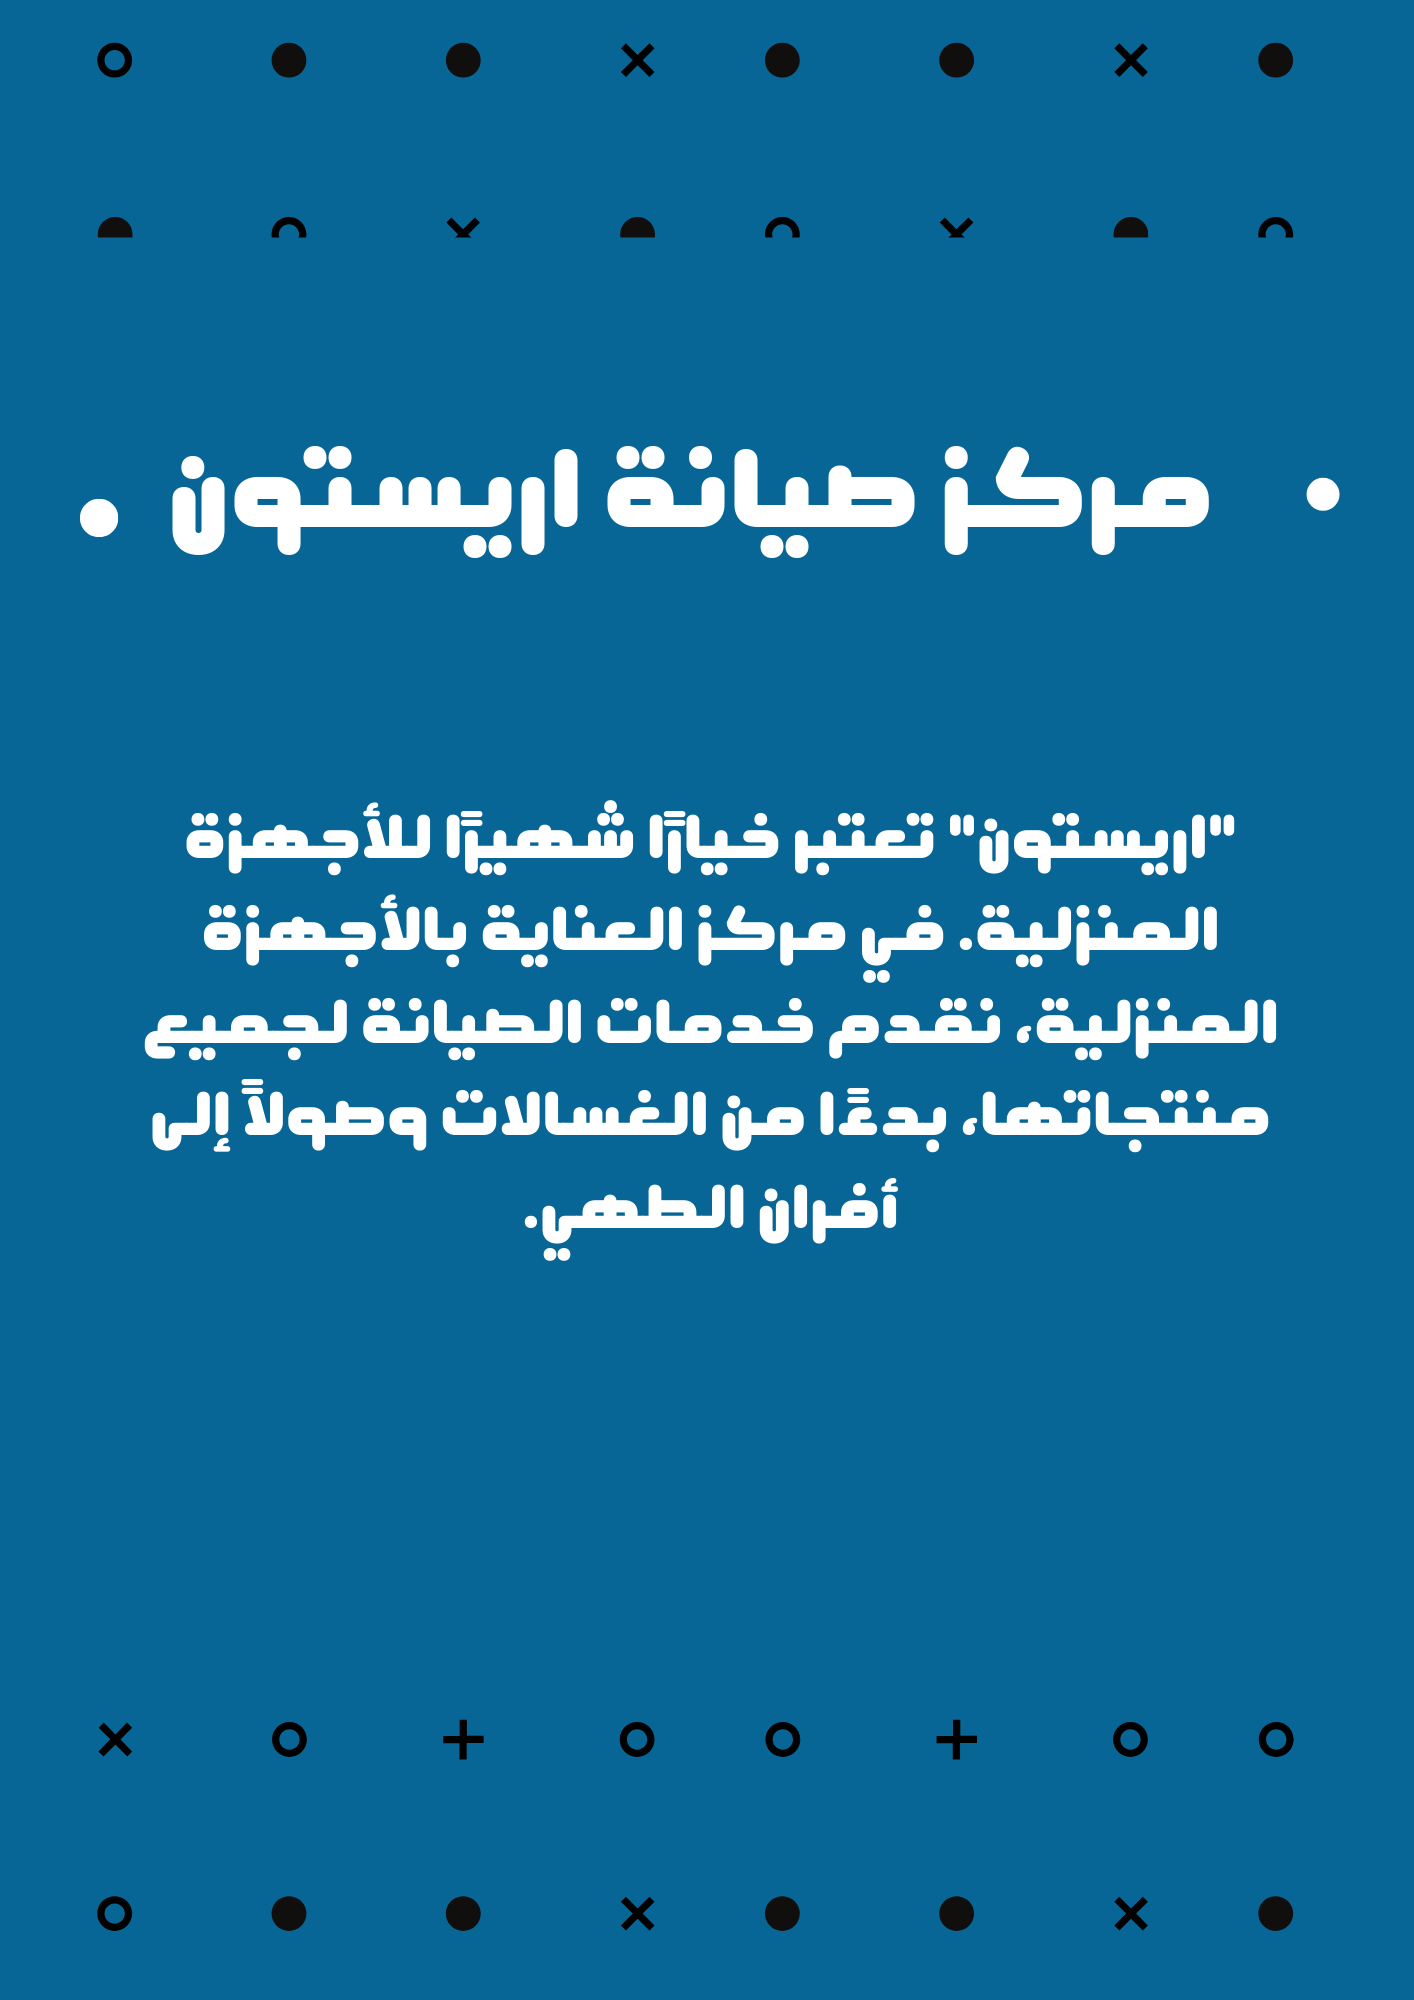 مركز صيانة اريستون
"اريستون" تعتبر خيارًا شهيرًا للأجهزة
المنزلية. في مركز العناية بالأجهزة
المنزلية، نقدم خدمات الصيانة لجميع
منتجاتها، بدءًا من الغسالات وصولاً إلى
أفران الطهي.